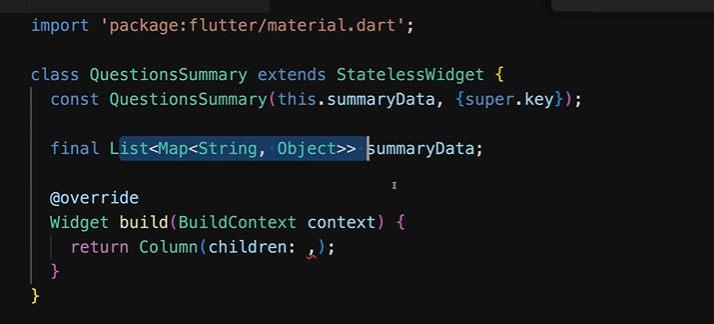 import 'package:flutter/material.dart';
class QuestionsSummary extends StatelessWidget {
const QuestionsSummary(this.summaryData, {super.key});
final List<Map<String, Object>> summaryData;
@override
Widget build(BuildContext context) {
return Column(children: ,);
}
}